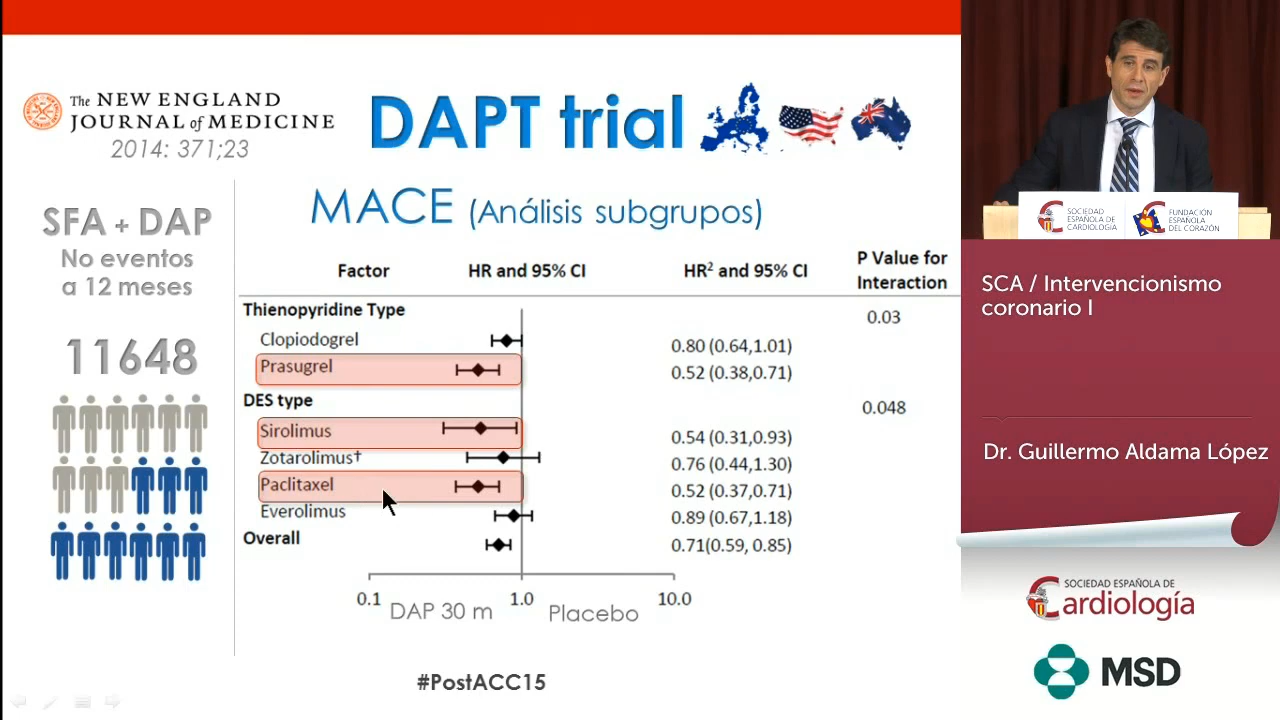 The NEW ENGLAND
JOURNAL of MEDICINE
2014: 371;23
DAPT trial
SFA + DAP
No eventos
a 12 meses
11648
MACE (Análisis subgrupos)
Factor HR and 95% CI HR² and 95% CI P Value for Interaction
Thienopyridine Type 0.03
Clopiodogrel 0.80 (0.64,1.01)
Prasugrel 0.52 (0.38,0.71)
DES type 0.048
Sirolimus 0.54 (0.31,0.93)
Zotarolimus† 0.76 (0.44,1.30)
Paclitaxel 0.52 (0.37,0.71)
Everolimus 0.89 (0.67,1.18)
Overall 0.71(0.59, 0.85)
0.1 1.0 10.0
DAP 30 m Placebo
#PostACC15
SOCIEDAD
ESPAÑOLA DE
CARDIOLOGÍA
FUNDACIÓN
ESPAÑOLA
DEL CORAZÓN
SCA / Intervencionismo
coronario I
Dr. Guillermo Aldama López
SOCIEDAD ESPAÑOLA DE
Cardiología
MSD